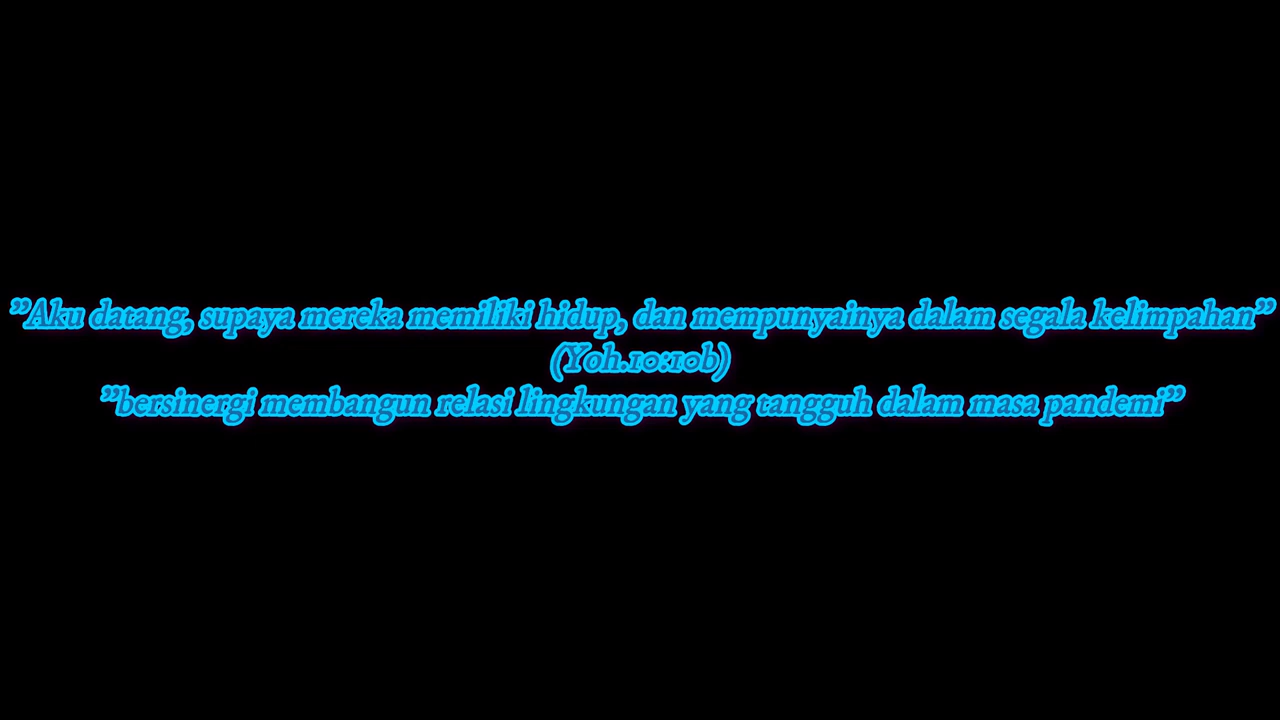 ”Aku datang, supaya mereka memiliki hidup, dan mempunyainya dalam segala kelimpahan”
(Yoh.10:10b)
”bersinergi membangun relasi lingkungan yang tangguh dalam masa pandemi”